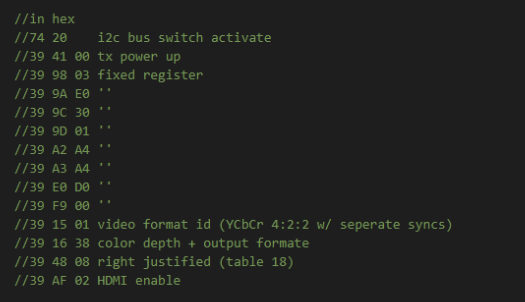 //in hex
//74 20    i2c bus switch activate
//39 41 00 tx power up
//39 98 03 fixed register
//39 9A E0 ''
//39 9C 30 ''
//39 9D 01 ''
//39 A2 A4 ''
//39 A3 A4 ''
//39 E0 D0 ''
//39 F9 00 ''
//39 15 01 video format id (YCbCr 4:2:2 w/ seperate syncs)
//39 16 38 color depth + output formate
//39 48 08 right justified (table 18)
//39 AF 02 HDMI enable